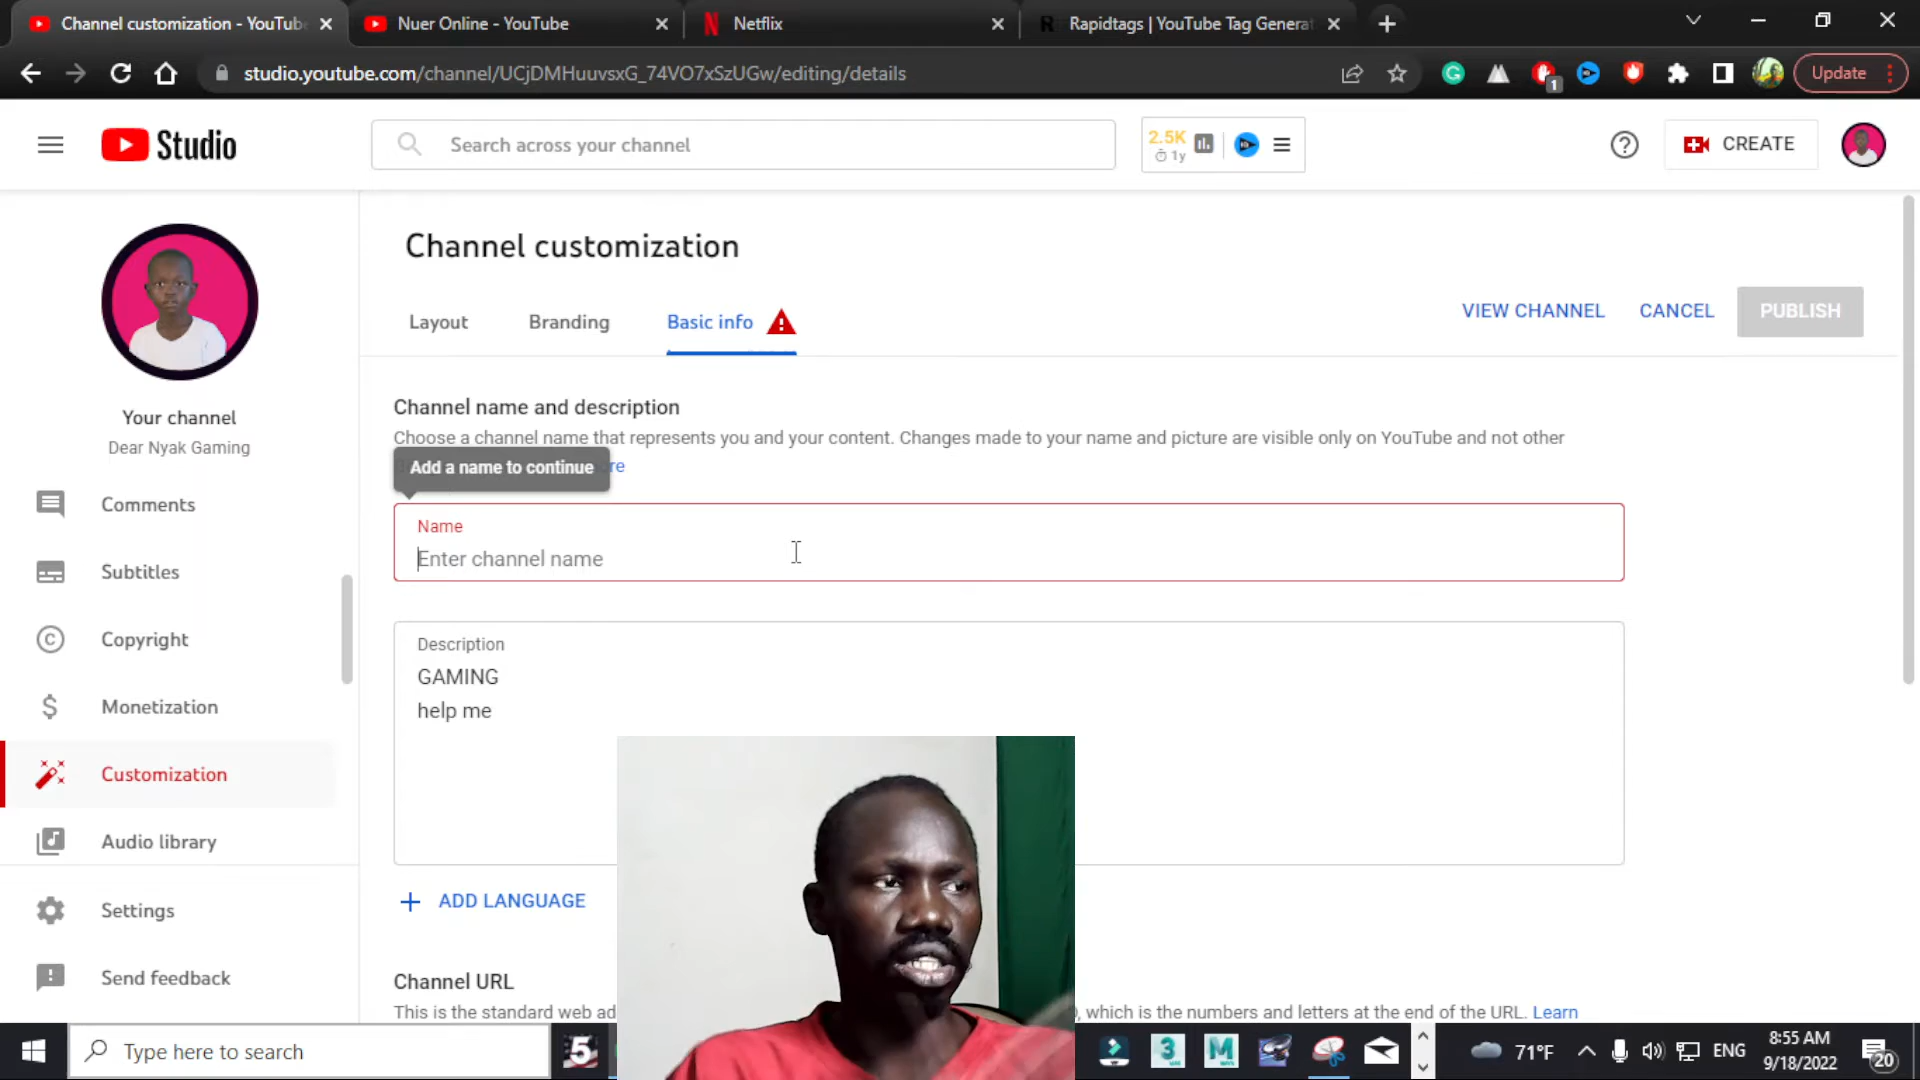 Channel customization - YouTube
Nuer Online - YouTube
Netflix
Rapidtags | YouTube Tag Generat
studio.youtube.com/channel/UCjDMHuuvsxG_74VO7xSzUGw/editing/details
1
Update
Studio
Search across your channel
2.5K
1y
CREATE
Channel customization
Layout
Branding
Basic info
VIEW CHANNEL
CANCEL
PUBLISH
Your channel
Dear Nyak Gaming
Comments
Subtitles
Copyright
Monetization
Customization
Audio library
Settings
Send feedback
Channel name and description
Choose a channel name that represents you and your content. Changes made to your name and picture are visible only on YouTube and not other
Add a name to continue
re
Name
Enter channel name
Description
GAMING
help me
ADD LANGUAGE
Channel URL
This is the standard web ad
, which is the numbers and letters at the end of the URL. Learn
Type here to search
5
3
M
71°F
ENG
8:55 AM
9/18/2022
20